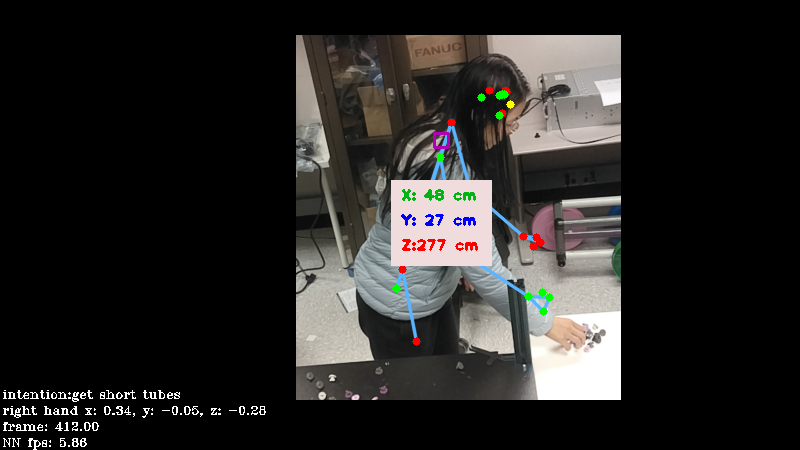 FANUC
X: 48 cm
Y: 27 cm
Z:277 cm
intention:get short tubes
right hand x: 0.34, y: -0.05, z: -0.28
frame: 412.00
NN fps: 5.86